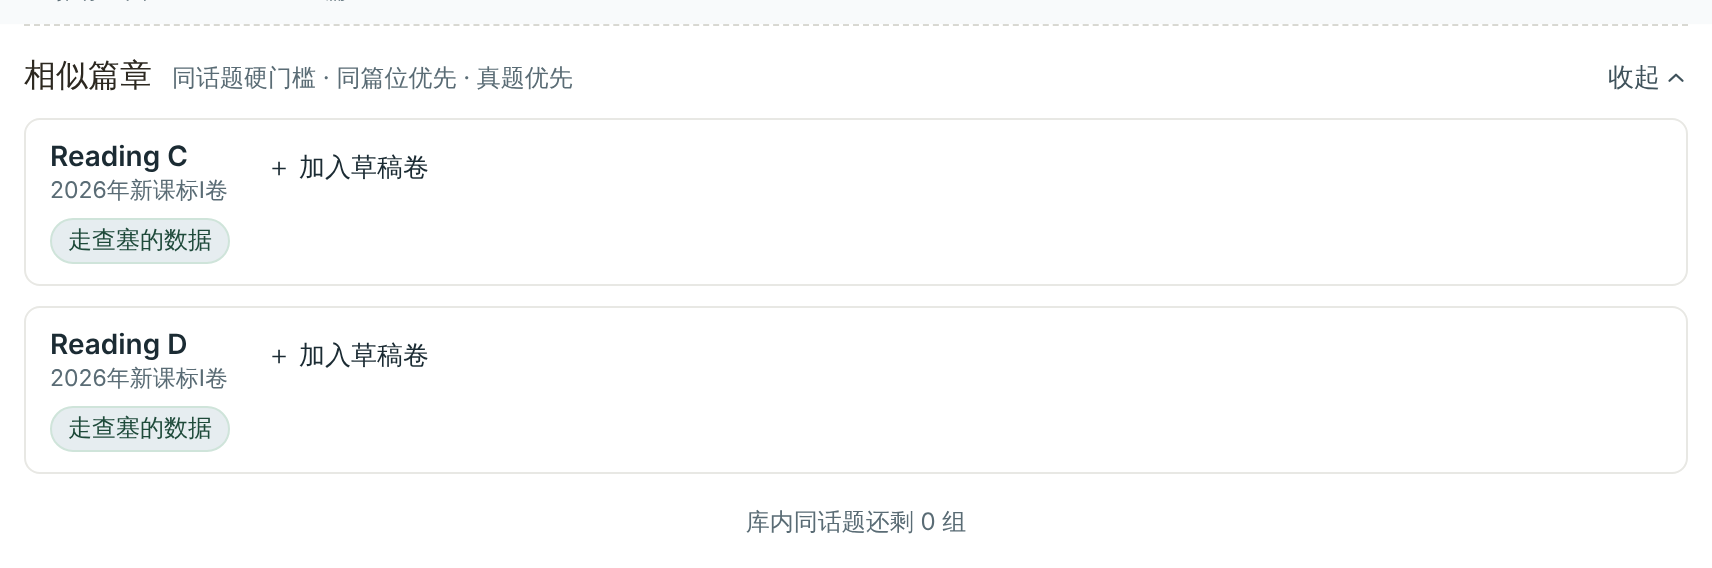 相似篇章 同话题硬门槛 · 同篇位优先 · 真题优先 收起
Reading C
+ 加入草稿卷
2026年新课标I卷
走查塞的数据
Reading D
+ 加入草稿卷
2026年新课标I卷
走查塞的数据
库内同话题还剩 0 组